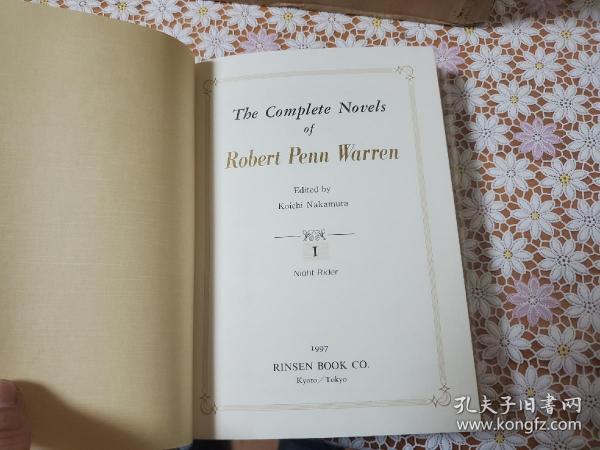 The Complete Novels
of
Robert Penn Warren
Edited by
Koichi Nakamura
I
Night Rider
1997
RINSEN BOOK CO.
Kyoto／Tokyo
孔夫子旧书网
www.kongfz.com